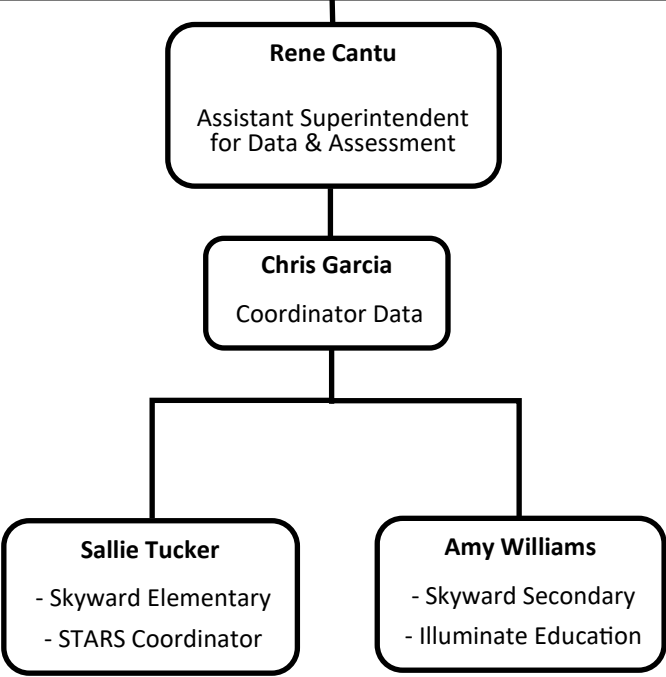 Rene Cantu
Assistant Superintendent
for Data & Assessment
Chris Garcia
Coordinator Data
Sallie Tucker
- Skyward Elementary
- STARS Coordinator
Amy Williams
- Skyward Secondary
- Illuminate Education